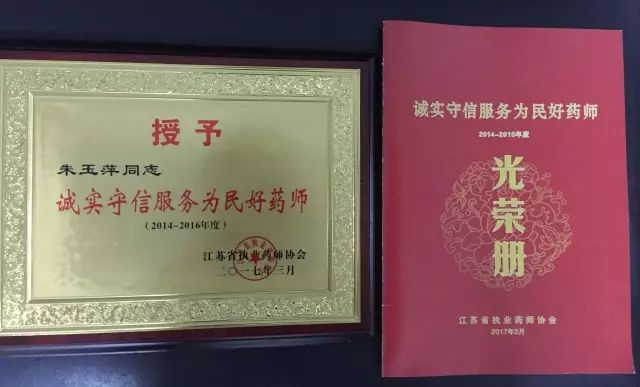 授予
朱玉萍同志
诚实守信服务为民好药师
(2014-2016年度)
江苏省执业药师协会
二〇一七年三月
诚实守信服务为民好药师
2014-2016年度
光荣册
江苏省执业药师协会
2017年3月